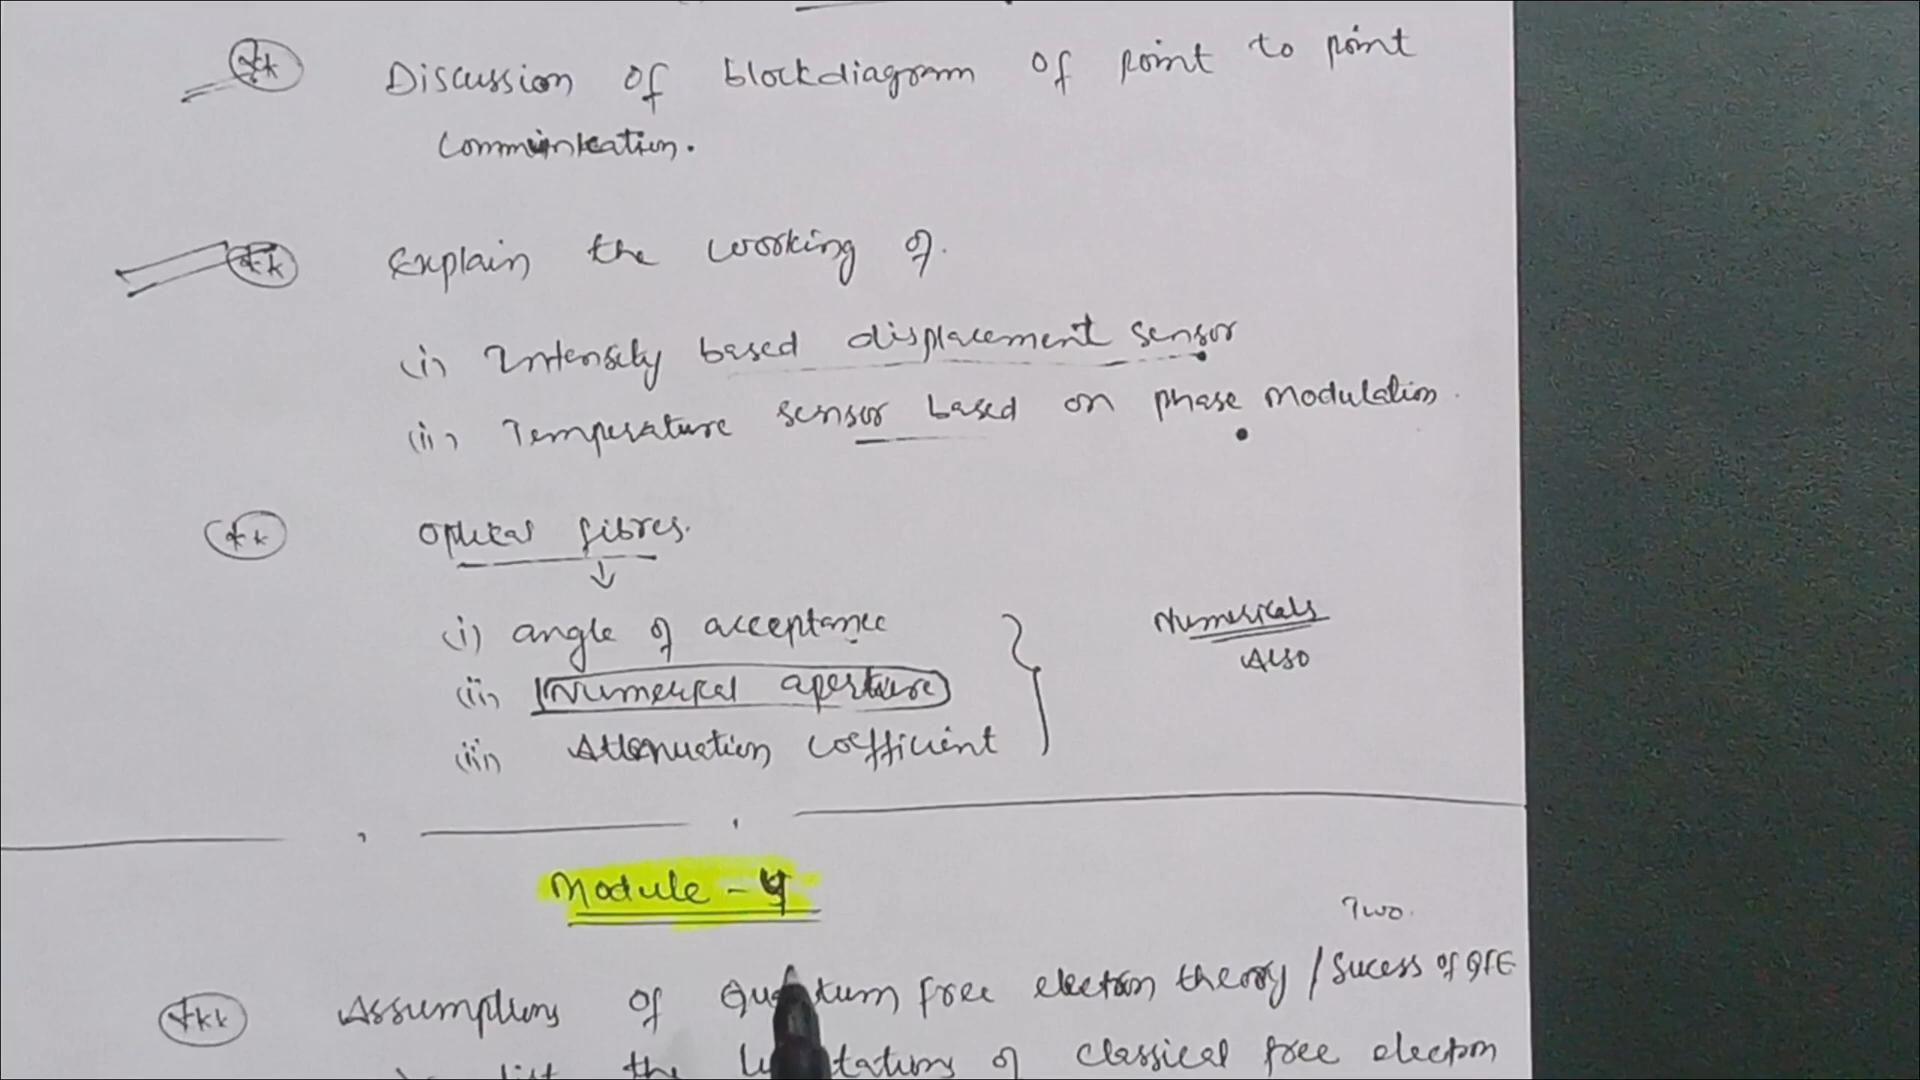 ** Discussion of blockdiagram of point to point
Communication.
** Explain the working of
(i) Intensity based displacement sensor
(ii) Temperature sensor based on phase modulation.
** Optical fibres.
(i) angle of acceptance
(ii) Numerical aperture
(iii) Attenuation coefficient
Numericals
Also
Module - 4
Two
*** Assumptions of Quantum free electron theory / Sucess of QFE
list the of classical free electron